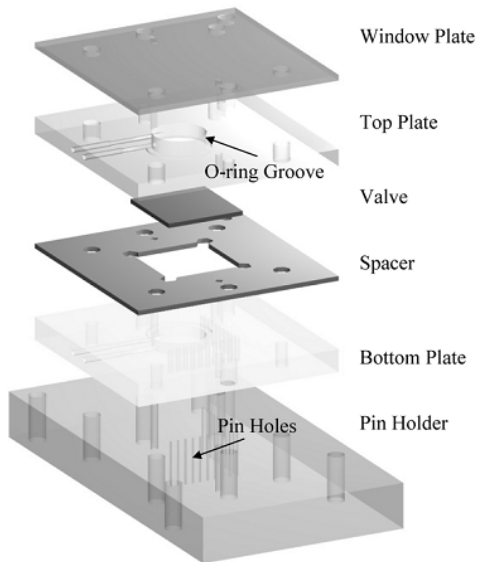 Window Plate
Top Plate
O-ring Groove
Valve
Spacer
Bottom Plate
Pin Holder
Pin Holes